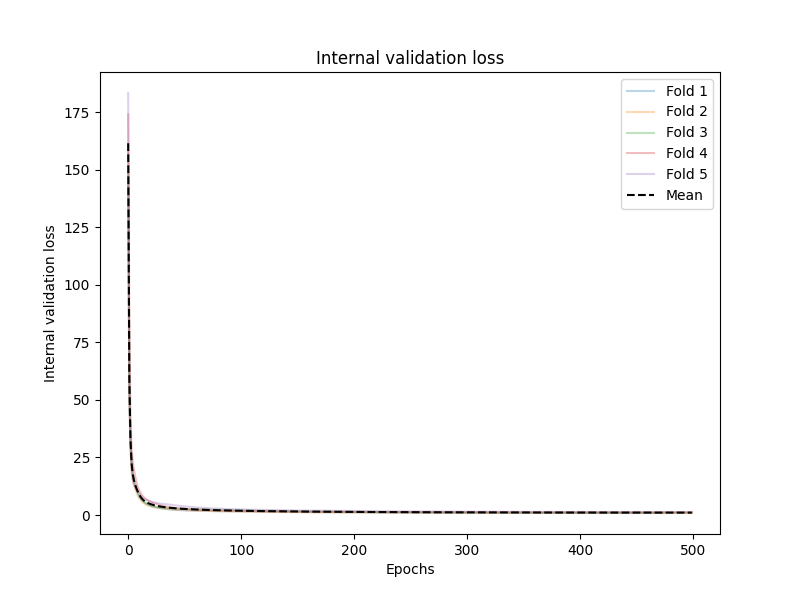 Internal validation loss
Fold 1
Fold 2
Fold 3
Fold 4
Fold 5
Mean
Internal validation loss
175
150
125
100
75
50
25
0
0 100 200 300 400 500
Epochs